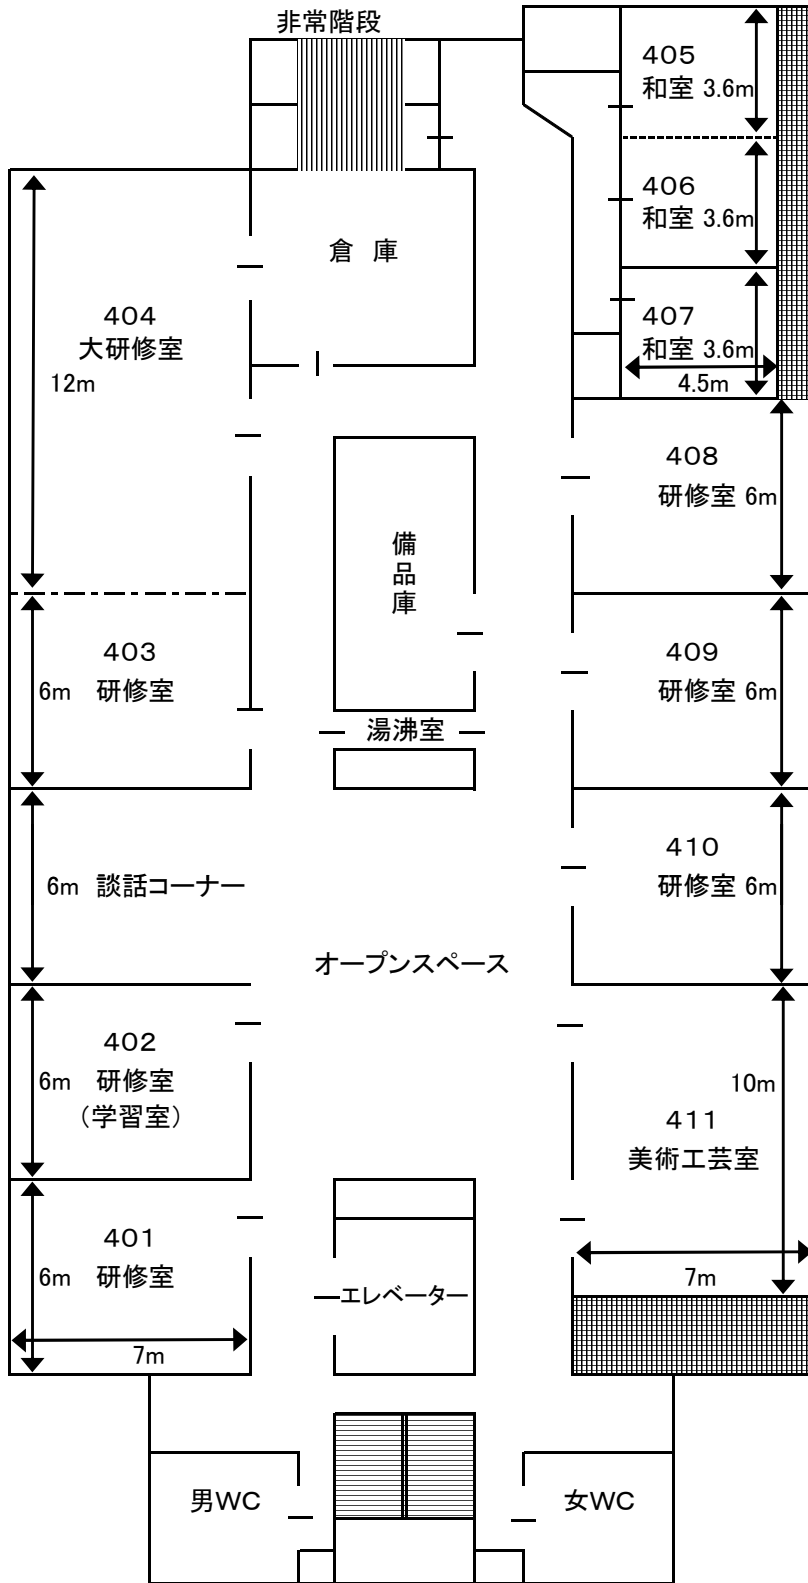 非常階段
405
和室 3.6m
406
和室 3.6m
407
和室 3.6m
4.5m
倉 庫
404
大研修室
12m
408
研修室 6m
備
品
庫
403
6m 研修室
409
研修室 6m
湯沸室
6m 談話コーナー
410
研修室 6m
オープンスペース
402
6m 研修室
（学習室）
10m
411
美術工芸室
7m
401
6m 研修室
7m
エレベーター
男WC
女WC